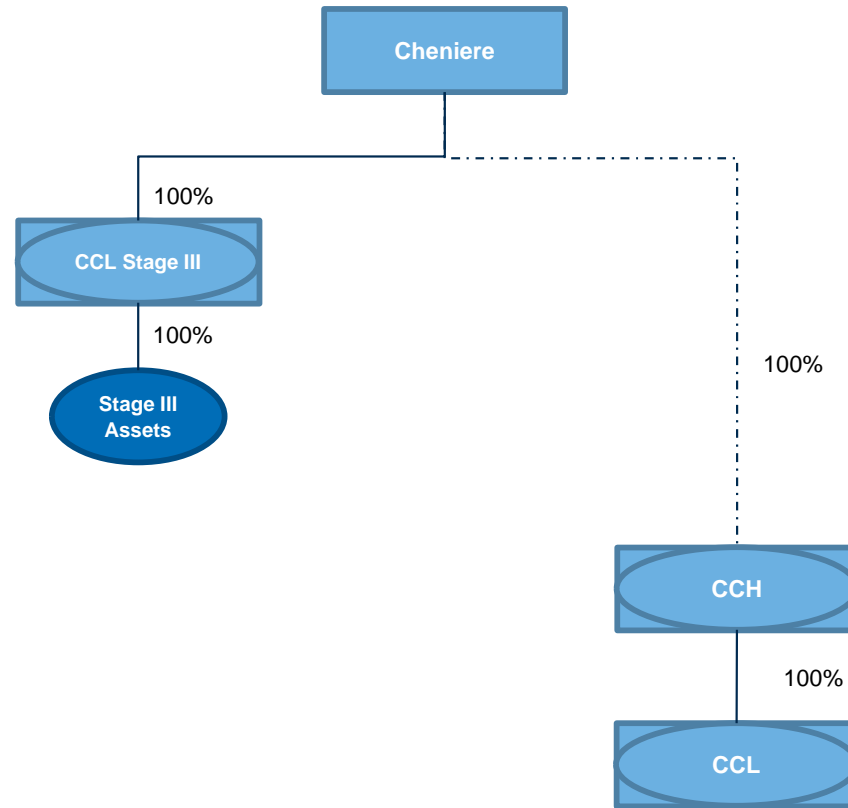 Cheniere
100%
CCL Stage III
100%
Stage III
Assets
100%
CCH
100%
CCL